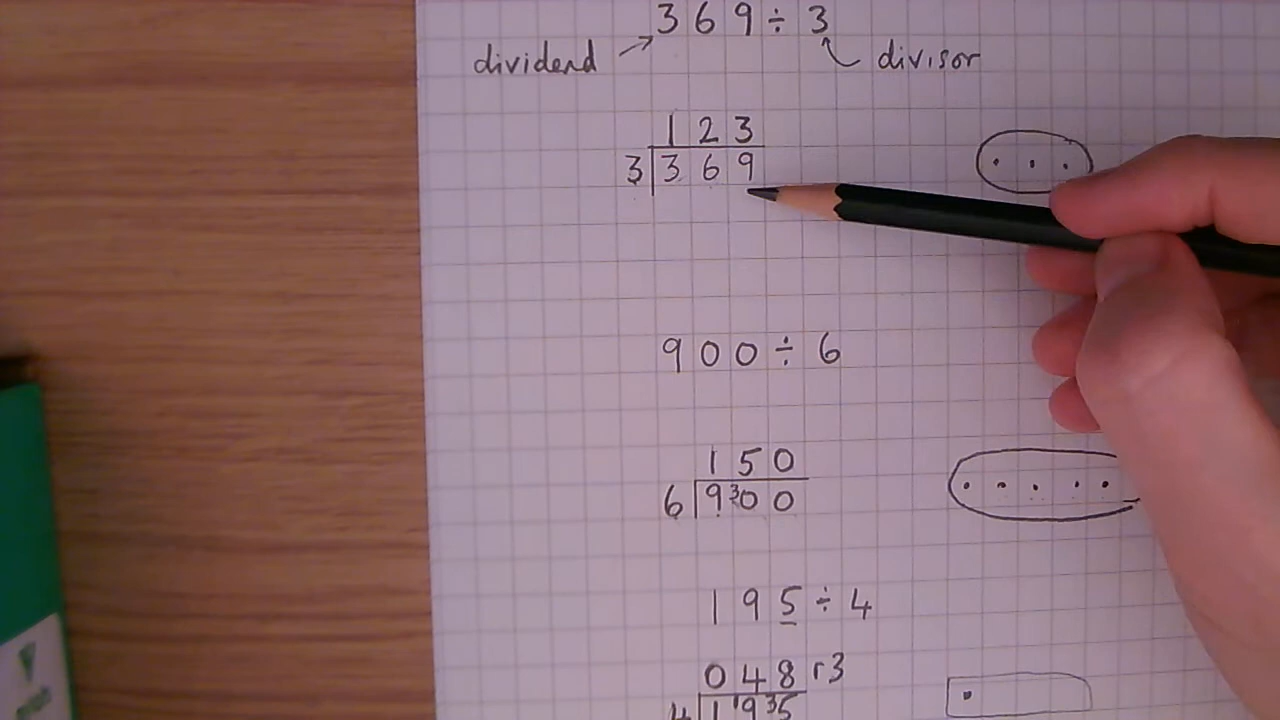 369 ÷ 3
dividend divisor
123
3 369
900 ÷ 6
150
6 9³00
195 ÷ 4
048 r3
4 1¹9³5